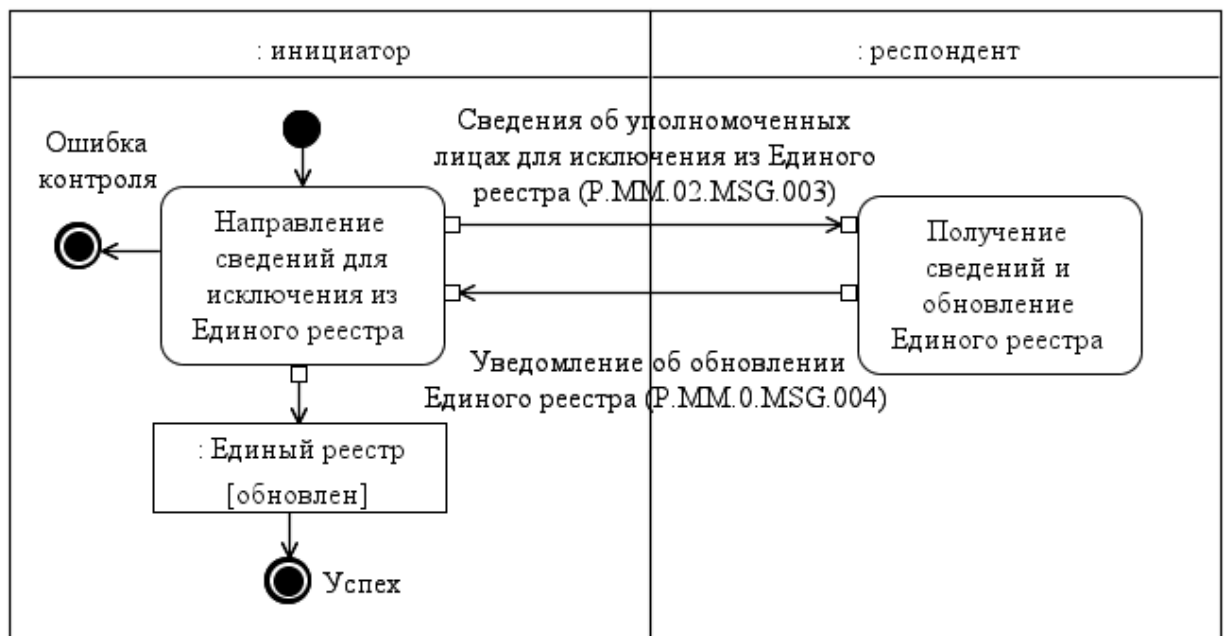 : инициатор
: респондент
Ошибка
контроля
Сведения об уполномоченных
лицах для исключения из Единого
реестра (P.MM.02.MSG.003)
Направление
сведений для
исключения из
Единого реестра
Получение
сведений и
обновление
Единого реестра
Уведомление об обновлении
Единого реестра (P.MM.0.MSG.004)
: Единый реестр
[обновлен]
Успех